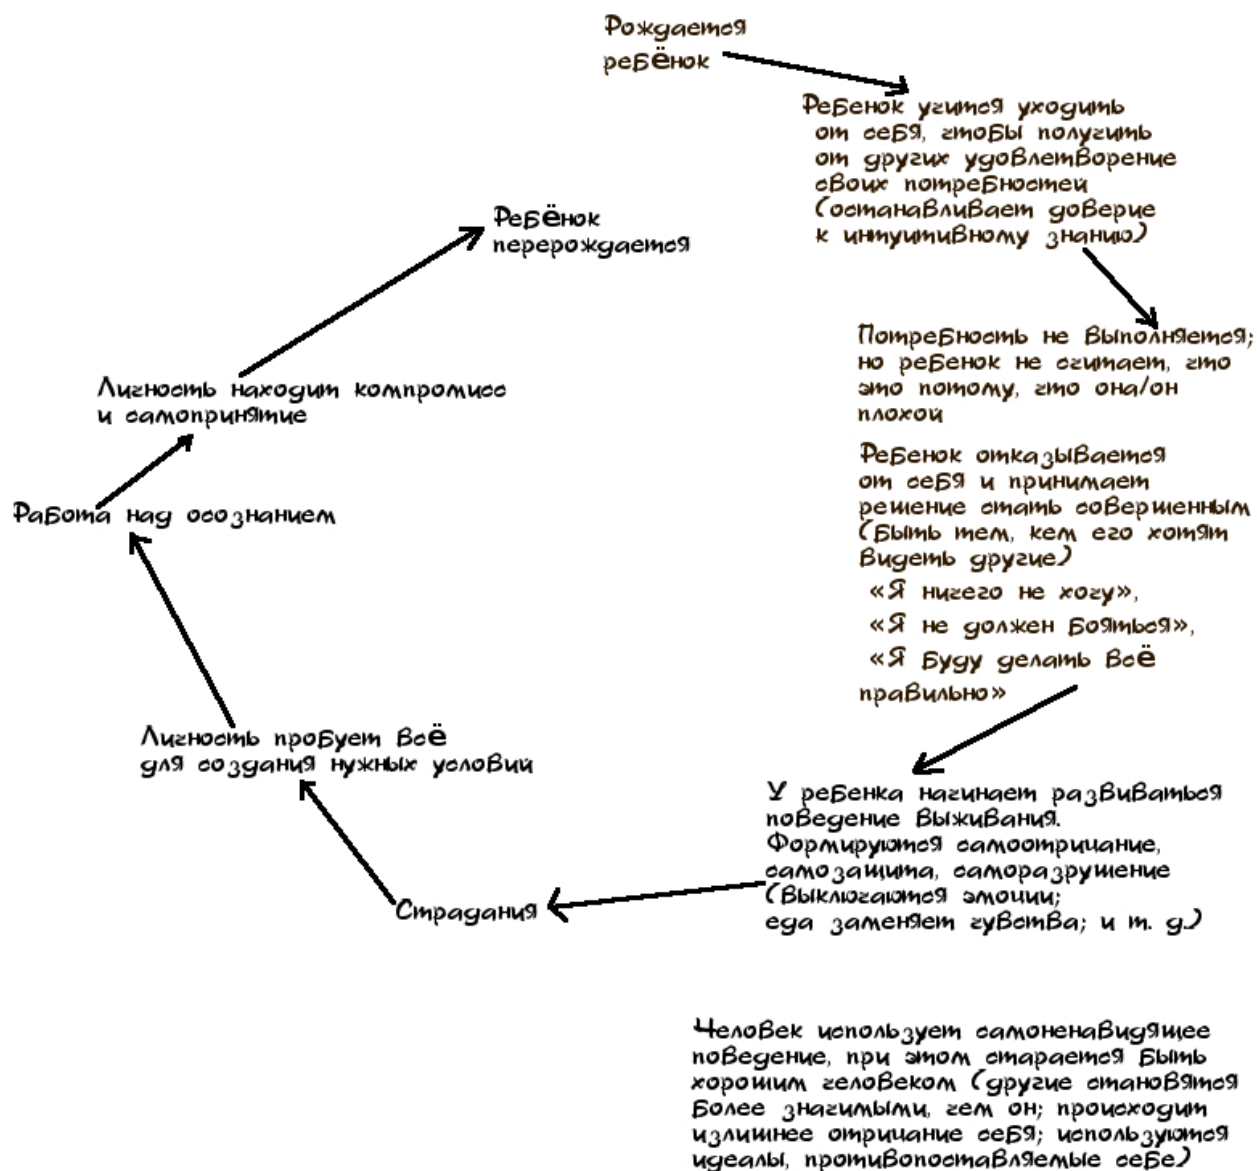 Рождается
ребёнок
Ребенок учится уходить
от себя, чтобы получить
от других удовлетворение
своих потребностей
(останавливает доверие
к интуитивному знанию)
Потребность не выполняется;
но ребенок не считает, что
это потому, что она/он
плохой
Ребенок отказывается
от себя и принимает
решение стать совершенным
(быть тем, кем его хотят
видеть другие)
«Я ничего не хочу»,
«Я не должен бояться»,
«Я буду делать всё
правильно»
У ребенка начинает развиваться
поведение выживания.
Формируются самоотрицание,
самозащита, саморазрушение
(выключаются эмоции;
еда заменяет чувства; и т. д.)
Человек использует самоненавидящее
поведение, при этом старается быть
хорошим человеком (другие становятся
более значимыми, чем он; происходит
излишнее отрицание себя; используются
идеалы, противопоставляемые себе)
Страдания
Личность пробует всё
для создания нужных условий
Работа над осознанием
Личность находит компромисс
и самопринятие
Ребёнок
перерождается